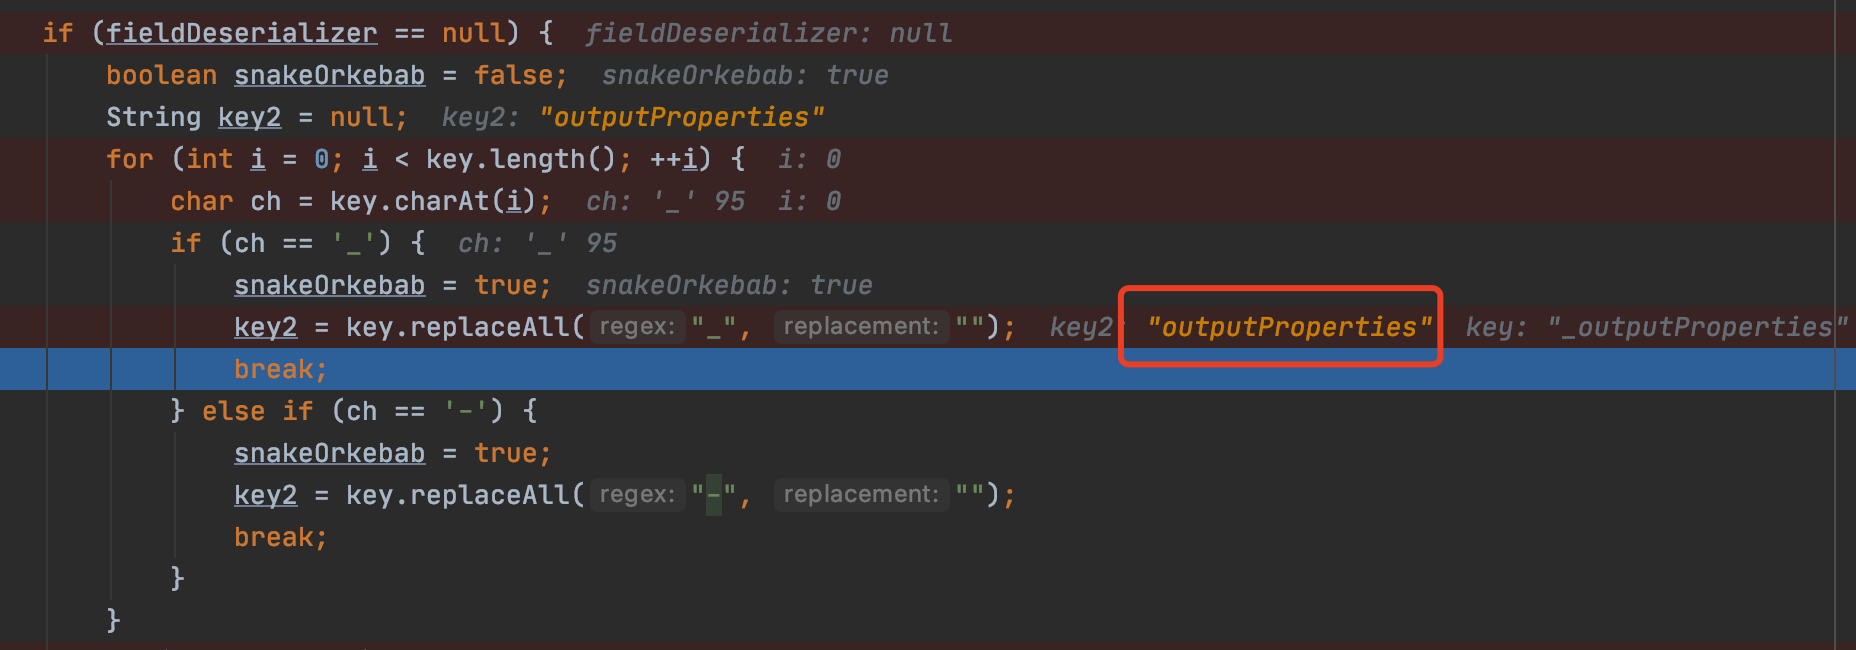 if (fieldDeserializer == null) {  fieldDeserializer: null
boolean snakeOrkebab = false;  snakeOrkebab: true
String key2 = null;  key2: "outputProperties"
for (int i = 0; i < key.length(); ++i) {  i: 0
char ch = key.charAt(i);  ch: '_' 95  i: 0
if (ch == '_') {  ch: '_' 95
snakeOrkebab = true;  snakeOrkebab: true
key2 = key.replaceAll( regex: "_", replacement: "");  key2: "outputProperties"  key: "_outputProperties"
break;
} else if (ch == '-') {
snakeOrkebab = true;
key2 = key.replaceAll( regex: "-", replacement: "");
break;
}
}